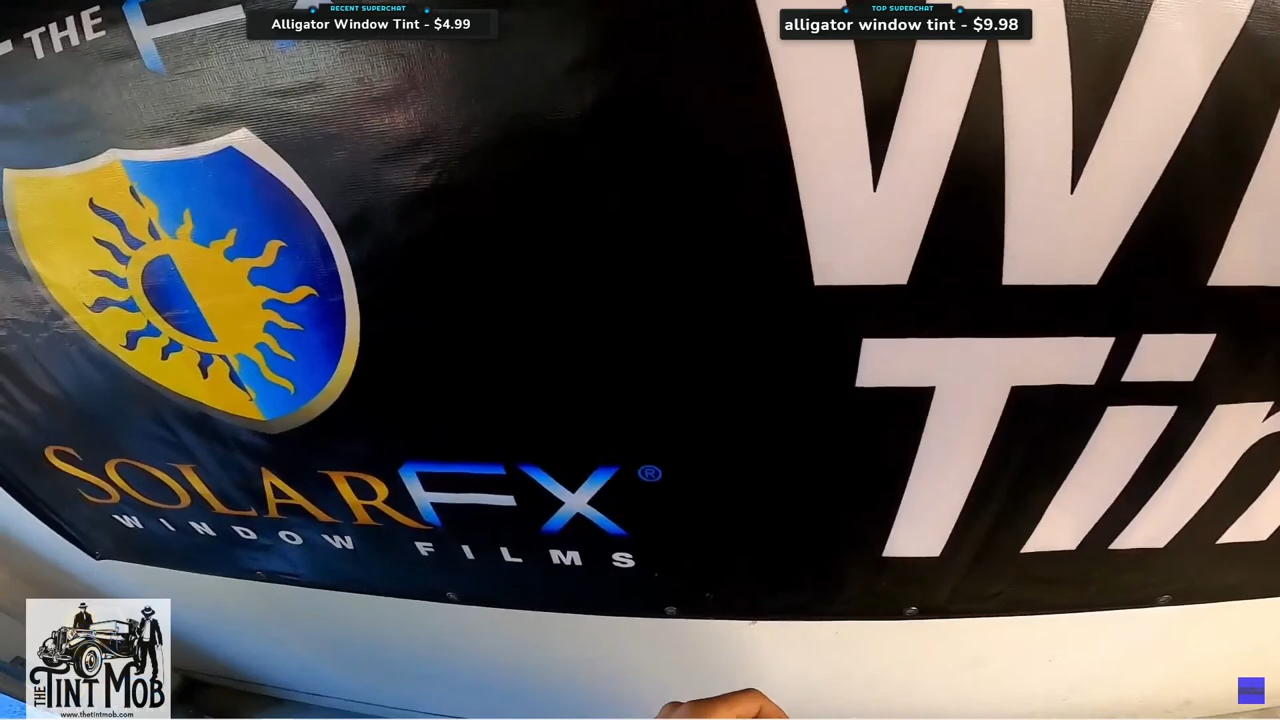 RECENT SUPERCHAT
Alligator Window Tint - $4.99
TOP SUPERCHAT
alligator window tint - $9.98
THE
SOLARFX®
WINDOW FILMS
THE TINT MOB
www.thetintmob.com